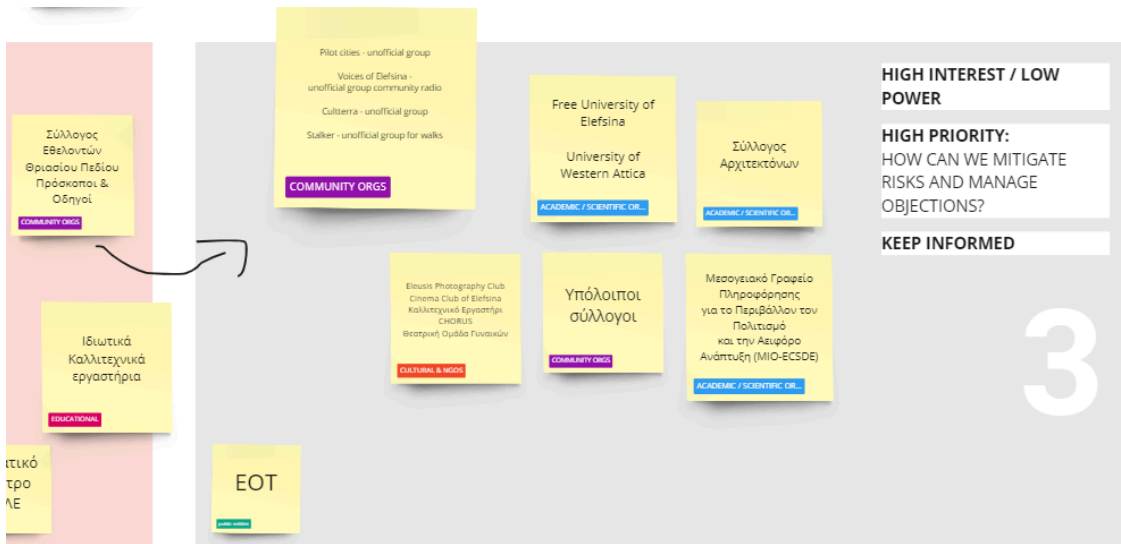 Σύλλογος
Εθελοντών
Θριασίου Πεδίου
Πρόσκοποι &
Οδηγοί
COMMUNITY ORGS
Ιδιωτικά
Καλλιτεχνικά
εργαστήρια
EDUCATIONAL
Pilot cities - unofficial group
Voices of Elefsina -
unofficial group community radio
Cultterra - unofficial group
Stalker - unofficial group for walks
COMMUNITY ORGS
Free University of
Elefsina
University of
Western Attica
ACADEMIC / SCIENTIFIC OR...
Σύλλογος
Αρχιτεκτόνων
ACADEMIC / SCIENTIFIC OR...
Eleusis Photography Club
Cinema Club of Elefsina
Καλλιτεχνικό Εργαστήρι
CHORUS
Θεατρική Ομάδα Γυναικών
CULTURAL & NGOS
Υπόλοιποι
σύλλογοι
COMMUNITY ORGS
Μεσογειακό Γραφείο
Πληροφόρησης
για το Περιβάλλον τον
Πολιτισμό
και την Αειφόρο
Ανάπτυξη (MIO-ECSDE)
ACADEMIC / SCIENTIFIC OR...
ΕΟΤ
public entities
HIGH INTEREST / LOW
POWER
HIGH PRIORITY:
HOW CAN WE MITIGATE
RISKS AND MANAGE
OBJECTIONS?
KEEP INFORMED
3